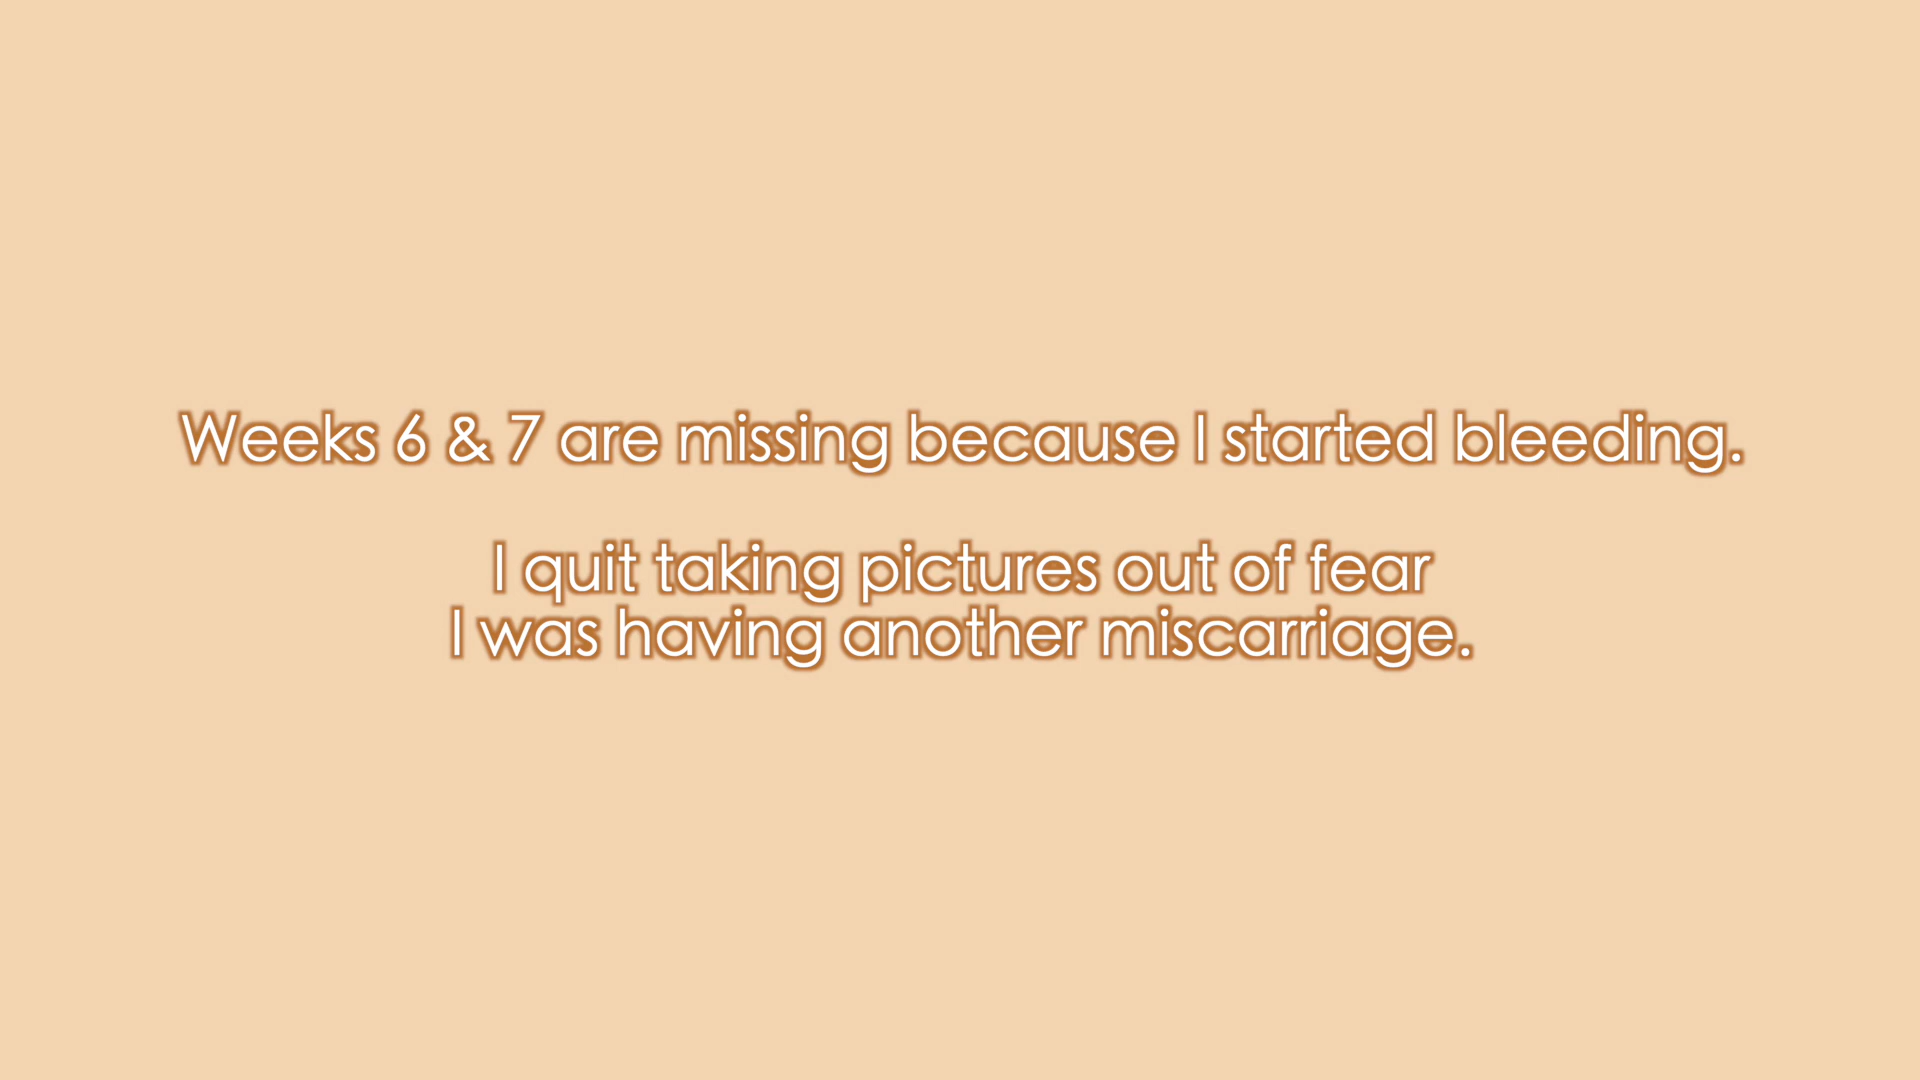 Weeks 6 & 7 are missing because I started bleeding.
I quit taking pictures out of fear
I was having another miscarriage.